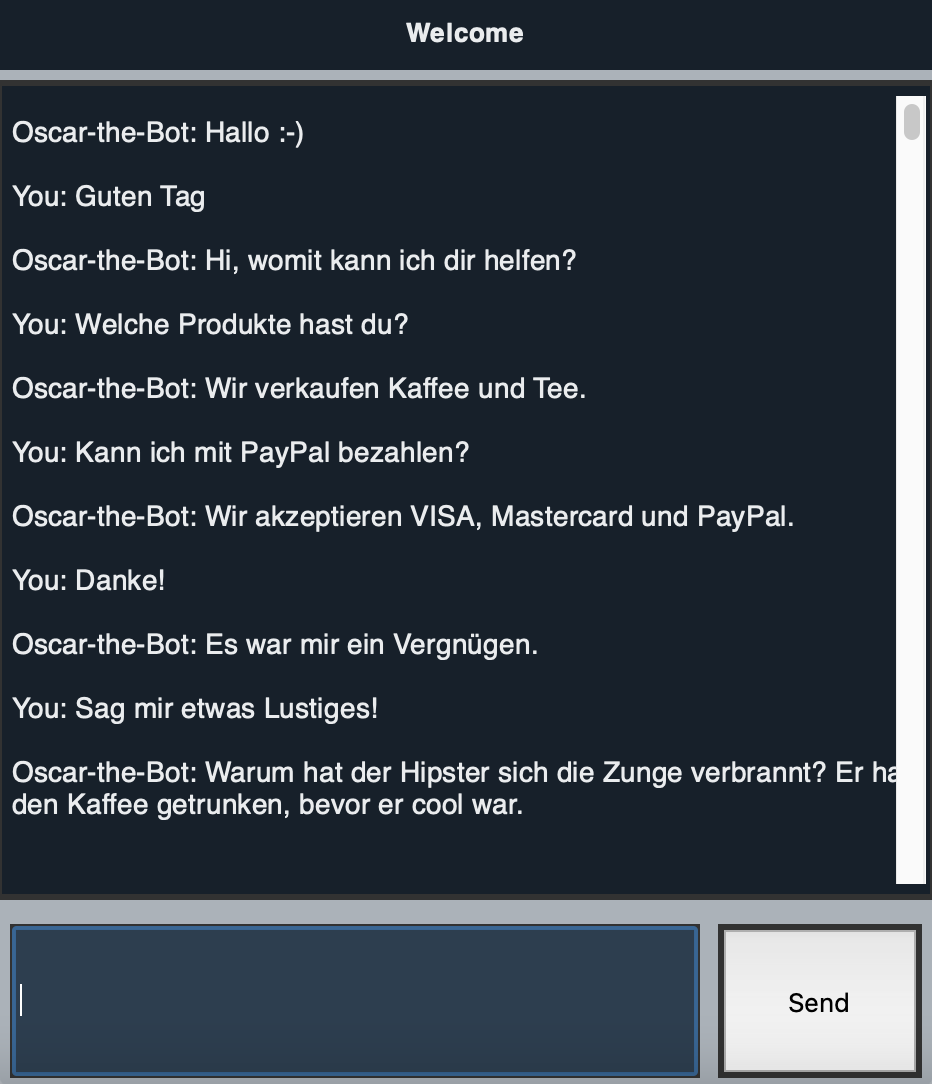 Welcome
Oscar-the-Bot: Hallo :-)
You: Guten Tag
Oscar-the-Bot: Hi, womit kann ich dir helfen?
You: Welche Produkte hast du?
Oscar-the-Bot: Wir verkaufen Kaffee und Tee.
You: Kann ich mit PayPal bezahlen?
Oscar-the-Bot: Wir akzeptieren VISA, Mastercard und PayPal.
You: Danke!
Oscar-the-Bot: Es war mir ein Vergnügen.
You: Sag mir etwas Lustiges!
Oscar-the-Bot: Warum hat der Hipster sich die Zunge verbrannt? Er ha
den Kaffee getrunken, bevor er cool war.
Send